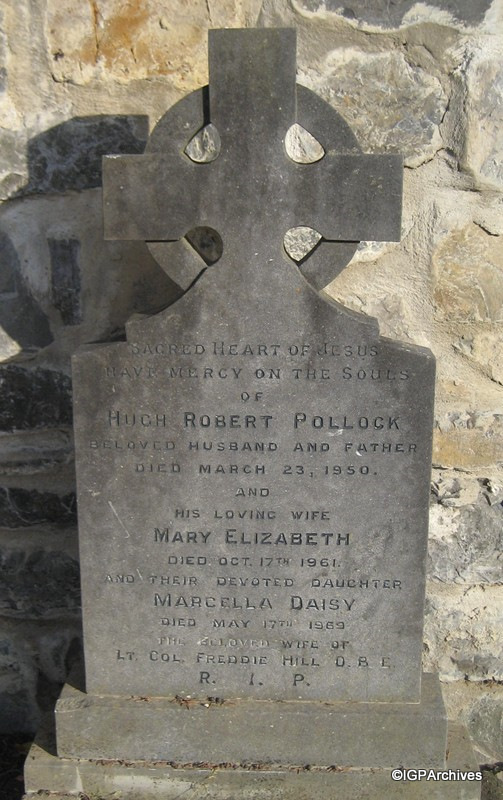 Sacred Heart of Jesus
Have Mercy on the Souls
of
Hugh Robert Pollock
Beloved Husband and Father
Died March 23, 1950.
and
His Loving Wife
Mary Elizabeth
Died Oct. 17th 1961.
and their devoted daughter
Marcella Daisy
Died May 17th 1969
The Beloved Wife of
Lt. Col. Freddie Hill O.B.E.
R. I. P.
©IGPArchives